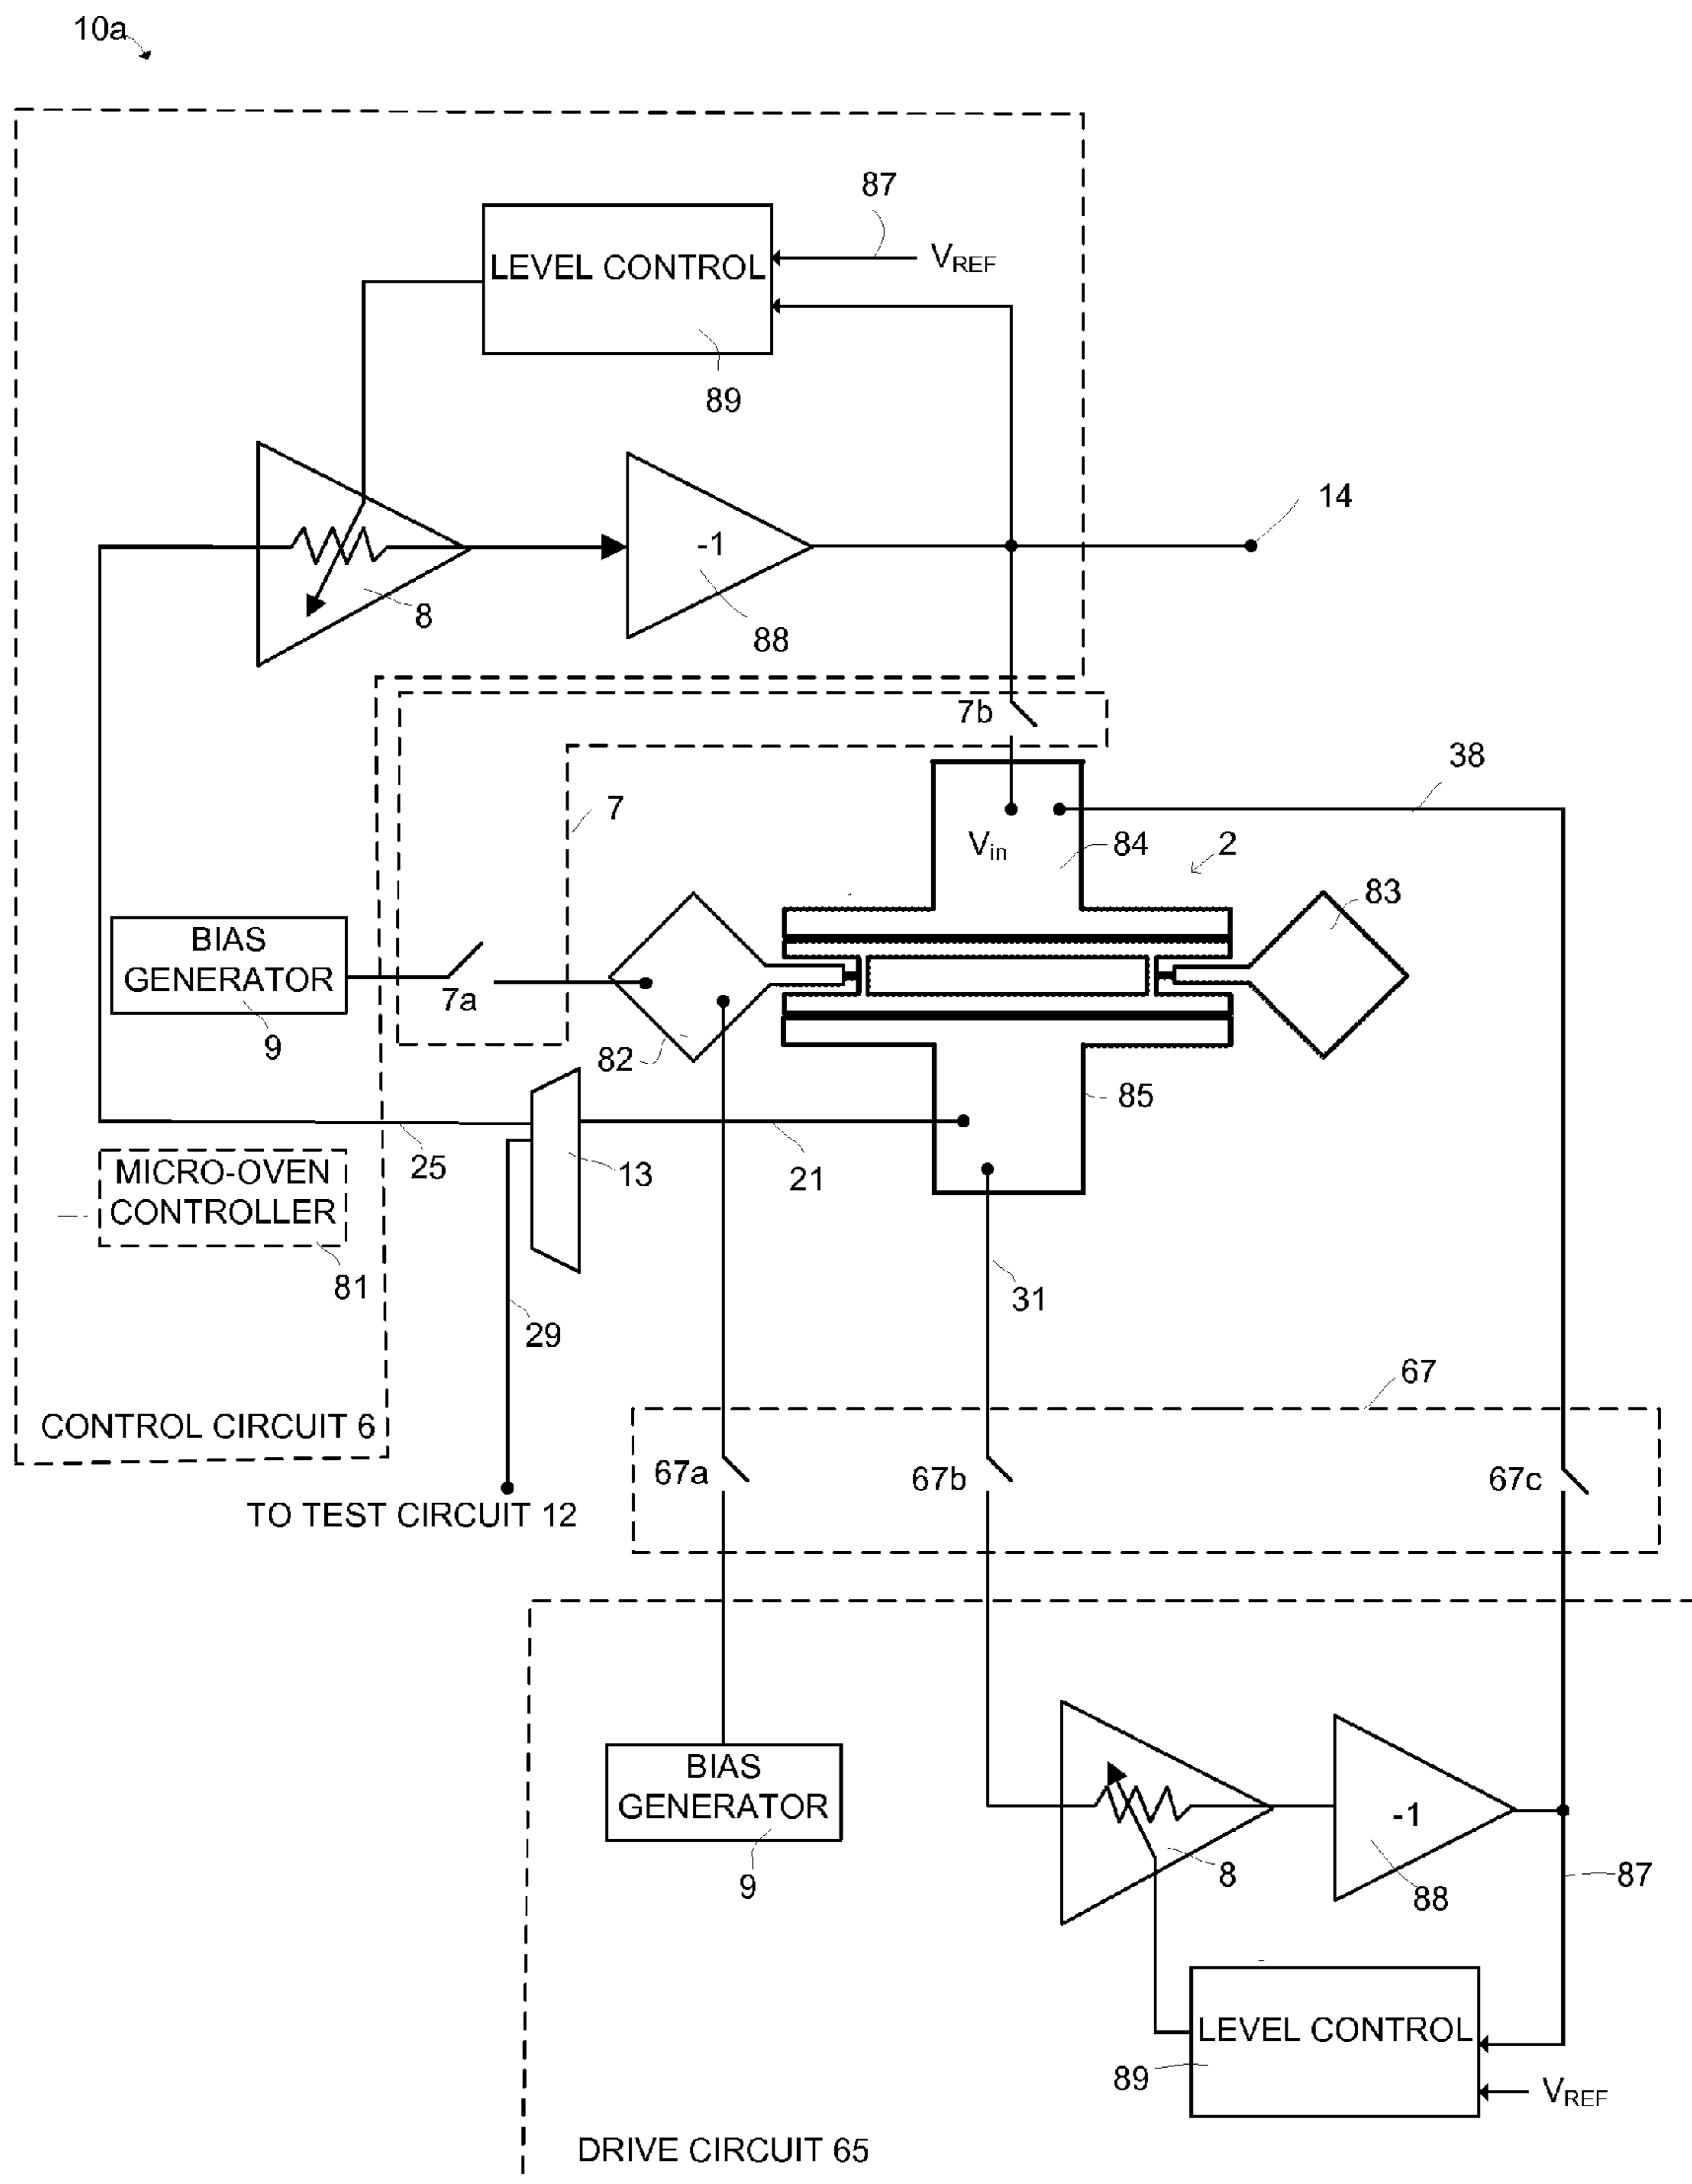 10a
87
LEVEL CONTROL
VREF
89
14
-1
8
88
7b
38
7
Vin
84
2
83
BIAS
GENERATOR
7a
9
82
85
25
13
21
MICRO-OVEN
CONTROLLER
81
31
29
67
CONTROL CIRCUIT 6
67a
67b
67c
TO TEST CIRCUIT 12
BIAS
GENERATOR
-1
9
8
88
87
LEVEL CONTROL
89
VREF
DRIVE CIRCUIT 65